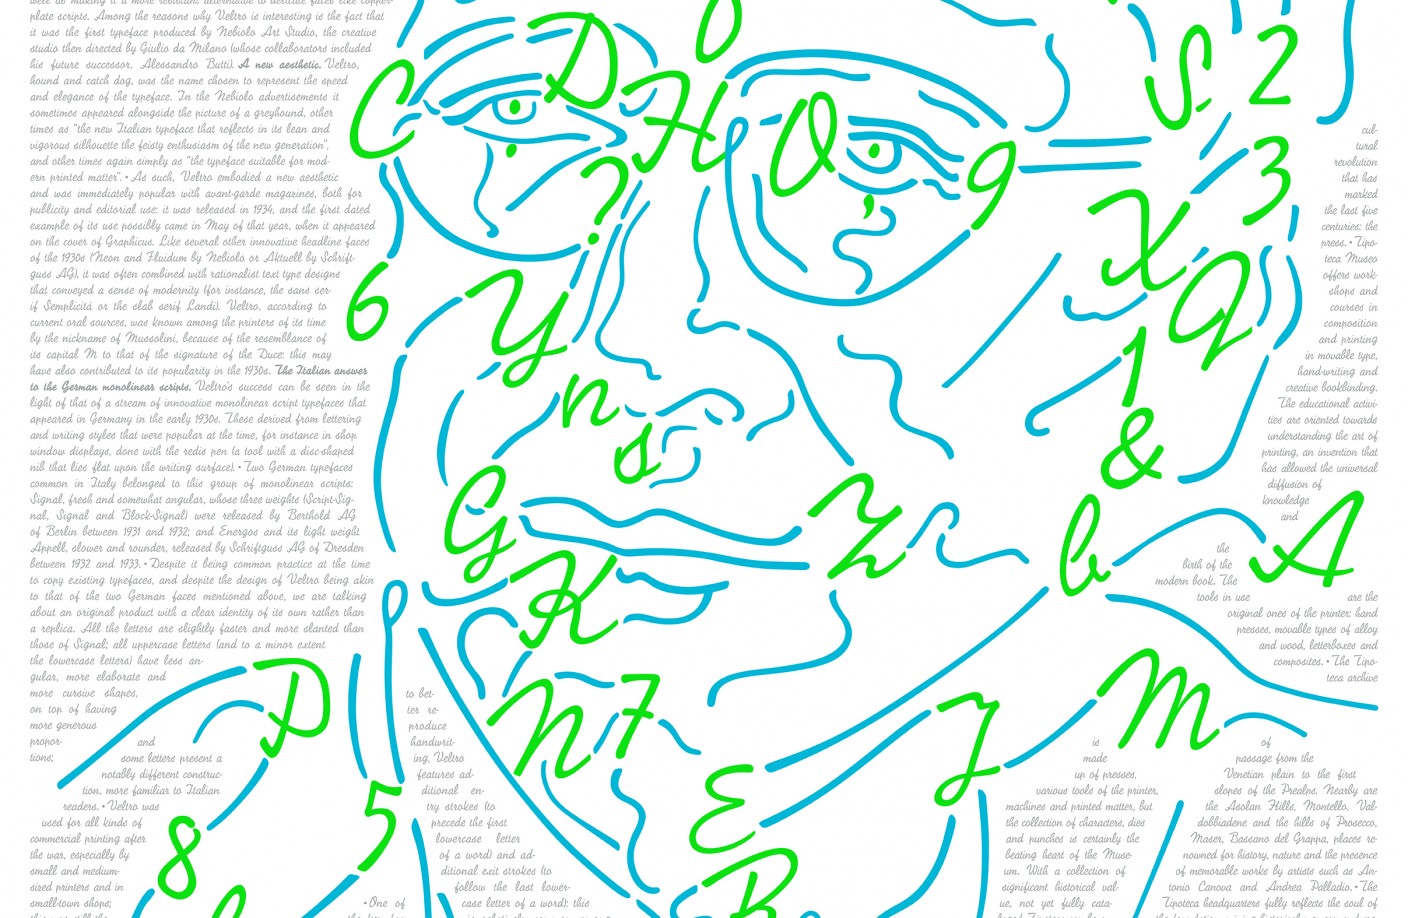 well as making it a more resistant alternative to delicate faces like copper-
plate scripts. Among the reasons why Veltro is interesting is the fact that
it was the first typeface produced by Nebiolo Art Studio, the creative
studio then directed by Giulio da Milano (whose collaborators included
his future successor, Alessandro Butti). A new aesthetic. Veltro,
hound and catch dog, was the name chosen to represent the speed
and elegance of the typeface. In the Nebiolo advertisements it
sometimes appeared alongside the picture of a greyhound, other
times as "the new Italian typeface that reflects in its lean and
vigorous silhouette the feisty enthusiasm of the new generation",
and other times again simply as "the typeface suitable for mod-
ern printed matter". • As such, Veltro embodied a new aesthetic
and was immediately popular with avant-garde magazines, both for
publicity and editorial use: it was released in 1934, and the first dated
example of its use possibly came in May of that year, when it appeared
on the cover of Graphicus. Like several other innovative headline faces
of the 1930s (Neon and Fluidum by Nebiolo or Aktuell by Schrift-
guss AG), it was often combined with rationalist text type designs
that conveyed a sense of modernity (for instance, the sans ser-
if Semplicità or the slab serif Landi). Veltro, according to
current oral sources, was known among the printers of its time
by the nickname of Mussolini, because of the resemblance of
its capital M to that of the signature of the Duce: this may
have also contributed to its popularity in the 1930s. The Italian answer
to the German monolinear scripts. Veltro's success can be seen in the
light of that of a stream of innovative monolinear script typefaces that
appeared in Germany in the early 1930s. These derived from lettering
and writing styles that were popular at the time, for instance in shop
window displays, done with the redis pen (a tool with a disc-shaped
nib that lies flat upon the writing surface). • Two German typefaces
common in Italy belonged to this group of monolinear scripts:
Signal, fresh and somewhat angular, whose three weights (Script-Sig-
nal, Signal and Block-Signal) were released by Berthold AG
of Berlin between 1931 and 1932; and Energos and its light weight
Appell, slower and rounder, released by Schriftguss AG of Dresden
between 1932 and 1933. • Despite it being common practice at the time
to copy existing typefaces, and despite the design of Veltro being akin
to that of the two German faces mentioned above, we are talking
about an original product with a clear identity of its own rather than
a replica. All the letters are slightly faster and more slanted than
those of Signal; all uppercase letters (and to a minor extent
the lowercase letters) have less an-
gular, more elaborate and
more cursive shapes,
on top of having
more generous
propor-
tions;
and
some letters present a
notably different construc-
tion, more familiar to Italian
readers. • Veltro was
used for all kinds of
commercial printing after
the war, especially by
small and medium-
sized printers and in
small-town shops;
to bet-
ter re-
produce
handwrit-
ing, Veltro
features ad-
ditional en-
try strokes (to
precede the first
lowercase letter
of a word) and ad-
ditional exit strokes (to
follow the last lower-
case letter of a word): this
• One of
cul-
tural
revolution
that has
marked
the last five
centuries: the
press. • Tipo-
teca Museo
offers work-
shops and
courses in
composition
and printing
in movable type,
hand-writing and
creative bookbinding.
The educational activi-
ties are oriented towards
understanding the art of
printing, an invention that
has allowed the universal
diffusion of
knowledge
and
the
birth of the
modern book. The
tools in use are the
original ones of the printer: hand
presses, movable types of alloy
and wood, letterboxes and
composites. • The Tipo-
teca archive
is
made
up of presses,
various tools of the printer,
machines and printed matter, but
the collection of characters, dies
and punches is certainly the
beating heart of the Muse-
um. With a collection of
significant historical val-
ue, not yet fully cata-
of
passage from the
Venetian plain to the first
slopes of the Prealps. Nearby are
the Asolan Hills, Montello, Val-
dobbiadene and the hills of Prosecco,
Maser, Bassano del Grappa, places re-
nowned for history, nature and the presence
of memorable works by artists such as An-
tonio Canova and Andrea Palladio. • The
Tipoteca headquarters fully reflects the soul of
C
D
H
Q
S
2
?
9
3
X
6
Y
Q
1
n
s
&
G
Z
b
A
K
D
N
7
J
M
E
5
8
B